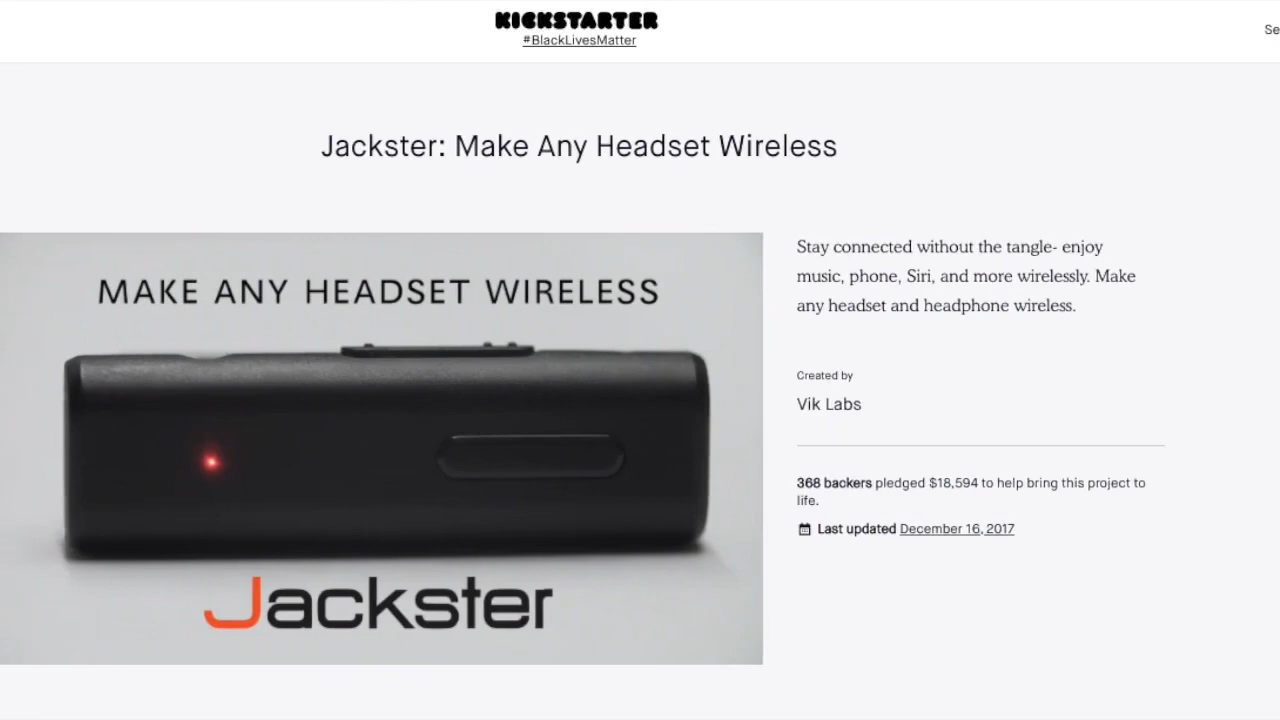 KICKSTARTER
#BlackLivesMatter
Se
Jackster: Make Any Headset Wireless
MAKE ANY HEADSET WIRELESS
Jackster
Stay connected without the tangle- enjoy
music, phone, Siri, and more wirelessly. Make
any headset and headphone wireless.
Created by
Vik Labs
368 backers pledged $18,594 to help bring this project to
life.
Last updated December 16, 2017